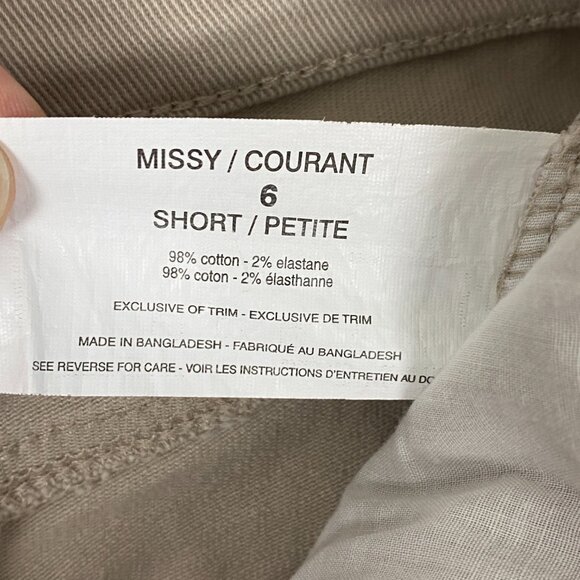 MISSY / COURANT
6
SHORT / PETITE
98% cotton - 2% elastane
98% coton - 2% élasthanne
EXCLUSIVE OF TRIM - EXCLUSIVE DE TRIM
MADE IN BANGLADESH - FABRIQUÉ AU BANGLADESH
SEE REVERSE FOR CARE - VOIR LES INSTRUCTIONS D'ENTRETIEN AU